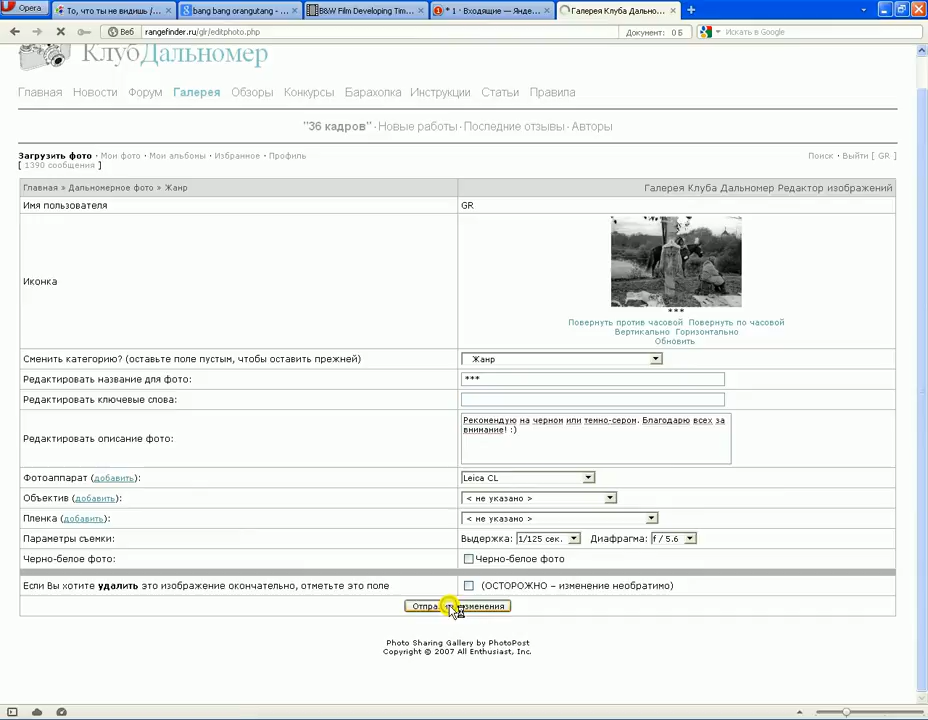 Opera
То, что ты не видишь /...
bang bang orangutang - ...
B&W Film Developing Tim...
* 1 · Входящие — Янде...
Галерея Клуба Дально...
Веб
rangefinder.ru/glr/editphoto.php
Документ: 0 Б
Искать в Google
КлубДальномер
Главная Новости Форум Галерея Обзоры Конкурсы Барахолка Инструкции Статьи Правила
"36 кадров" · Новые работы · Последние отзывы · Авторы
Загрузить фото · Мои фото · Мои альбомы · Избранное · Профиль
Поиск · Выйти [ GR ]
[ 1390 сообщения ]
Главная » Дальномерное фото » Жанр
Галерея Клуба Дальномер Редактор изображений
Имя пользователя
GR
Иконка
***
Повернуть против часовой Повернуть по часовой
Вертикально Горизонтально
Обновить
Сменить категорию? (оставьте поле пустым, чтобы оставить прежней)
Жанр
Редактировать название для фото:
***
Редактировать ключевые слова:
Редактировать описание фото:
Рекомендую на черном или темно-сером. Благодарю всех за
внимание! :)
Фотоаппарат (добавить):
Leica CL
Объектив (добавить):
< не указано >
Пленка (добавить):
< не указано >
Параметры съемки:
Выдержка: 1/125 сек. Диафрагма: f / 5.6
Черно-белое фото:
Черно-белое фото
Если Вы хотите удалить это изображение окончательно, отметьте это поле
(ОСТОРОЖНО – изменение необратимо)
Отправить изменения
Photo Sharing Gallery by PhotoPost
Copyright © 2007 All Enthusiast, Inc.